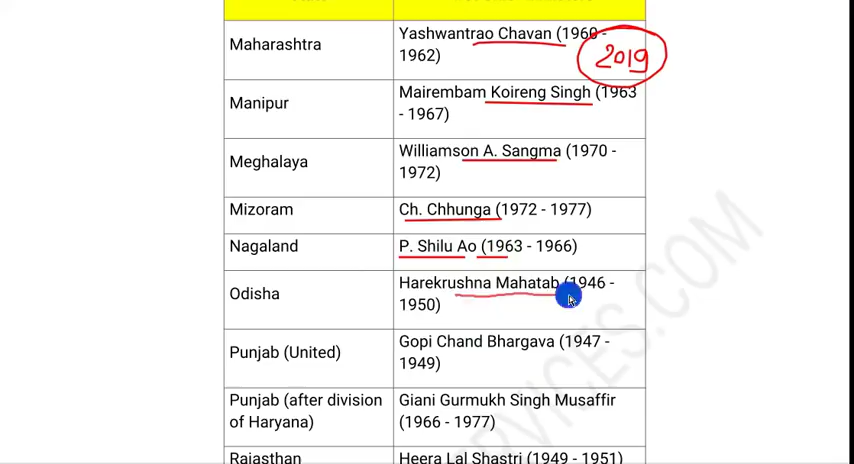 Maharashtra
Yashwantrao Chavan (1960 -
1962)
2019
Manipur
Mairembam Koireng Singh (1963
- 1967)
Meghalaya
Williamson A. Sangma (1970 -
1972)
Mizoram
Ch. Chhunga (1972 - 1977)
Nagaland
P. Shilu Ao (1963 - 1966)
Odisha
Harekrushna Mahatab (1946 -
1950)
Punjab (United)
Gopi Chand Bhargava (1947 -
1949)
Punjab (after division
of Haryana)
Giani Gurmukh Singh Musaffir
(1966 - 1977)
Rajasthan
Heera Lal Shastri (1949 - 1951)
ERVICES.COM